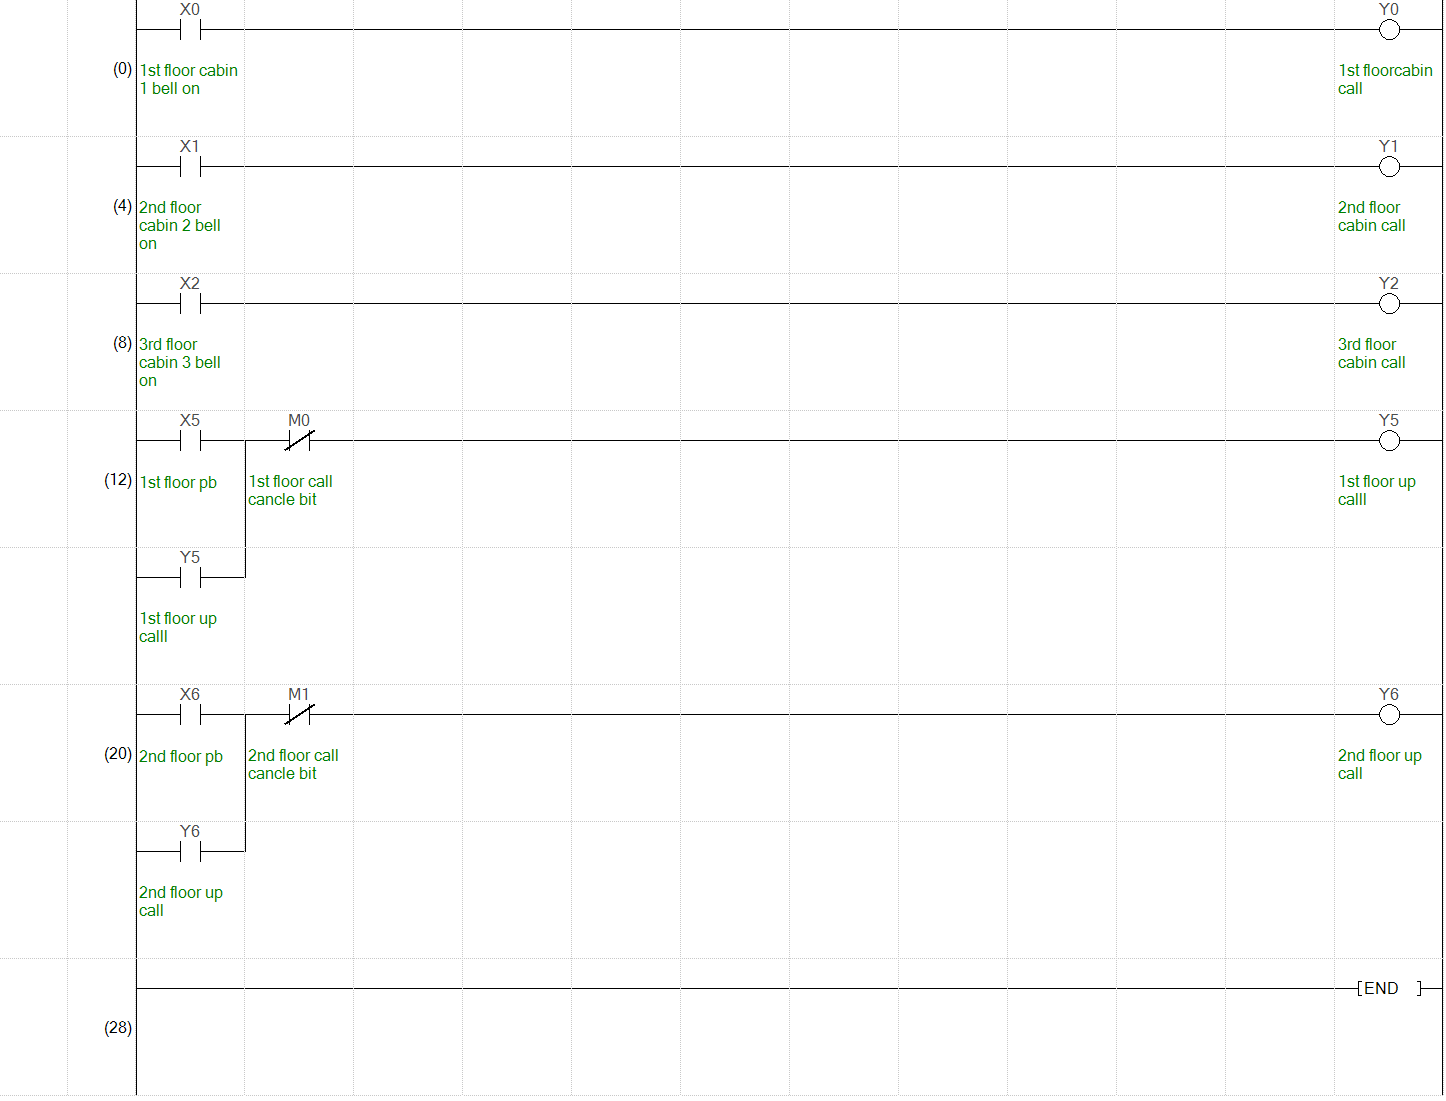 X0 Y0
(0) 1st floor cabin 1st floorcabin
1 bell on call
X1 Y1
(4) 2nd floor 2nd floor
cabin 2 bell cabin call
on
X2 Y2
(8) 3rd floor 3rd floor
cabin 3 bell cabin call
on
X5 M0 Y5
(12) 1st floor pb 1st floor call 1st floor up
cancle bit calll
Y5
1st floor up
calll
X6 M1 Y6
(20) 2nd floor pb 2nd floor call 2nd floor up
cancle bit call
Y6
2nd floor up
call
[END ]
(28)